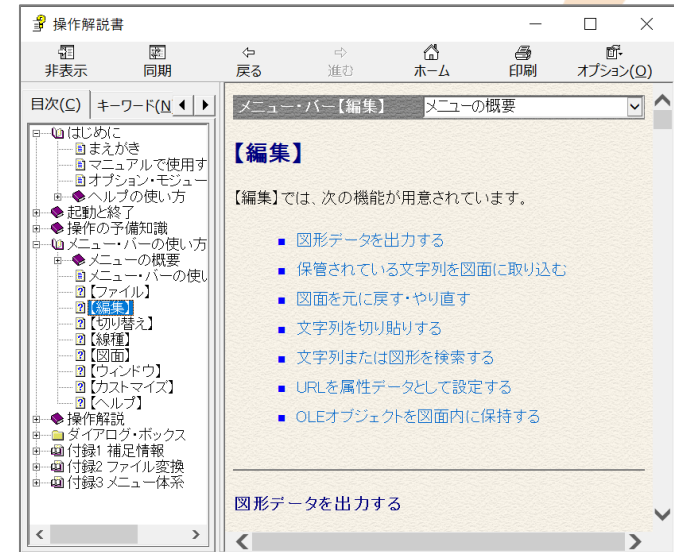 操作解説書
非表示 同期 戻る 進む ホーム 印刷 オプション(O)
目次(C) キーワード(N
はじめに
まえがき
マニュアルで使用す
オプション・モジュー
ヘルプの使い方
起動と終了
操作の予備知識
メニュー・バーの使い方
メニューの概要
メニュー・バーの使い
【ファイル】
【編集】
【切り替え】
【線種】
【図面】
【ウィンドウ】
【カストマイズ】
【ヘルプ】
操作解説
ダイアログ・ボックス
付録1 補足情報
付録2 ファイル変換
付録3 メニュー体系
メニュー・バー【編集】 メニューの概要
【編集】
【編集】では、次の機能が用意されています。
図形データを出力する
保管されている文字列を図面に取り込む
図面を元に戻す・やり直す
文字列を切り貼りする
文字列または図形を検索する
URLを属性データとして設定する
OLEオブジェクトを図面内に保持する
図形データを出力する